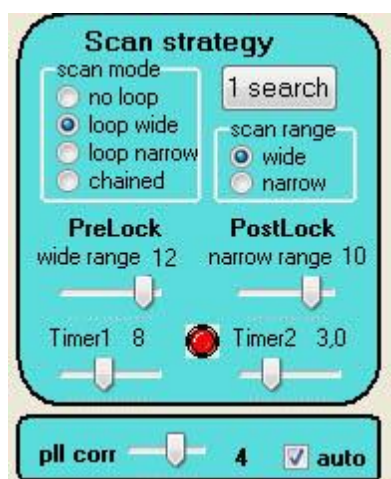 Scan strategy
scan mode
no loop
loop wide
loop narrow
chained
1 search
scan range
wide
narrow
PreLock
wide range 12
PostLock
narrow range 10
Timer1 8
Timer2 3,0
pll corr 4 auto